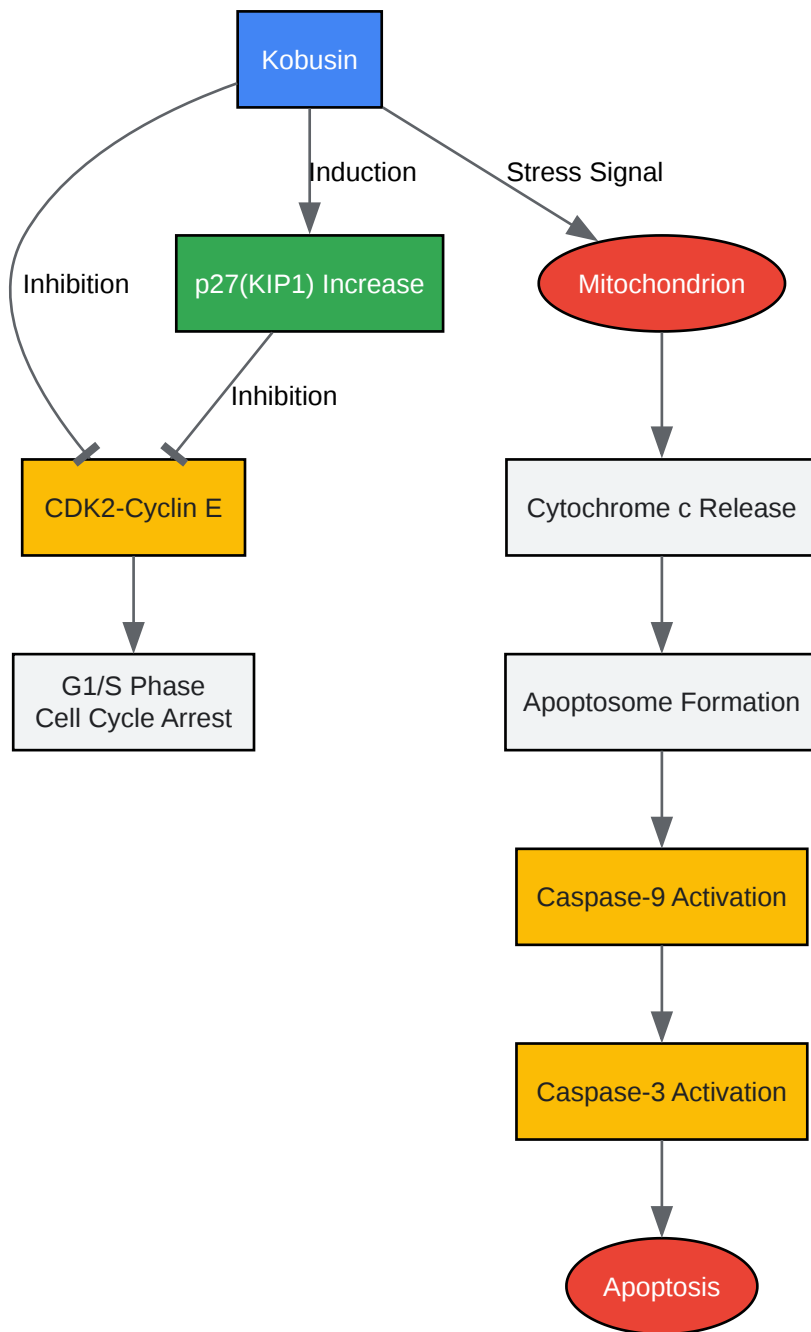 Kobusin
Induction
Stress Signal
Inhibition
p27(KIP1) Increase
Mitochondrion
Inhibition
CDK2-Cyclin E
Cytochrome c Release
G1/S Phase
Cell Cycle Arrest
Apoptosome Formation
Caspase-9 Activation
Caspase-3 Activation
Apoptosis